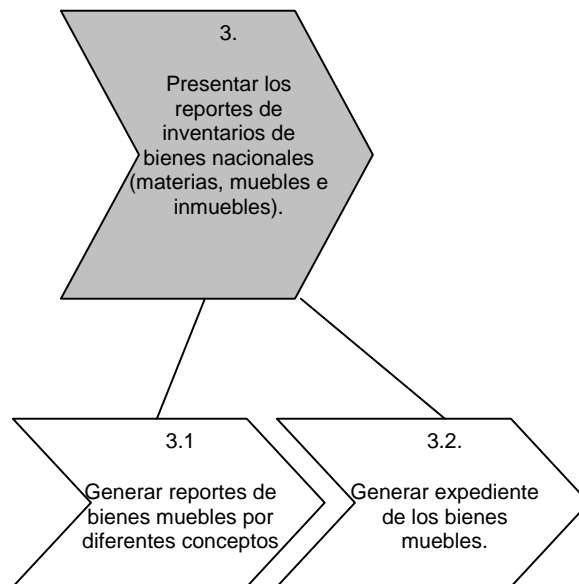 3.
Presentar los
reportes de
inventarios de
bienes nacionales
(materias, muebles e
inmuebles).
3.1
Generar reportes de
bienes muebles por
diferentes conceptos
3.2.
Generar expediente
de los bienes
muebles.